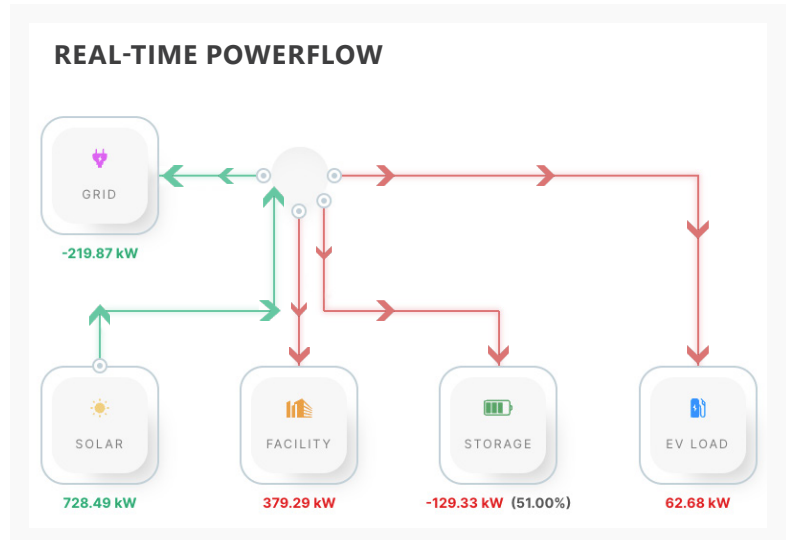 REAL-TIME POWERFLOW
GRID
-219.87 kW
SOLAR
728.49 kW
FACILITY
379.29 kW
STORAGE
-129.33 kW (51.00%)
EV LOAD
62.68 kW